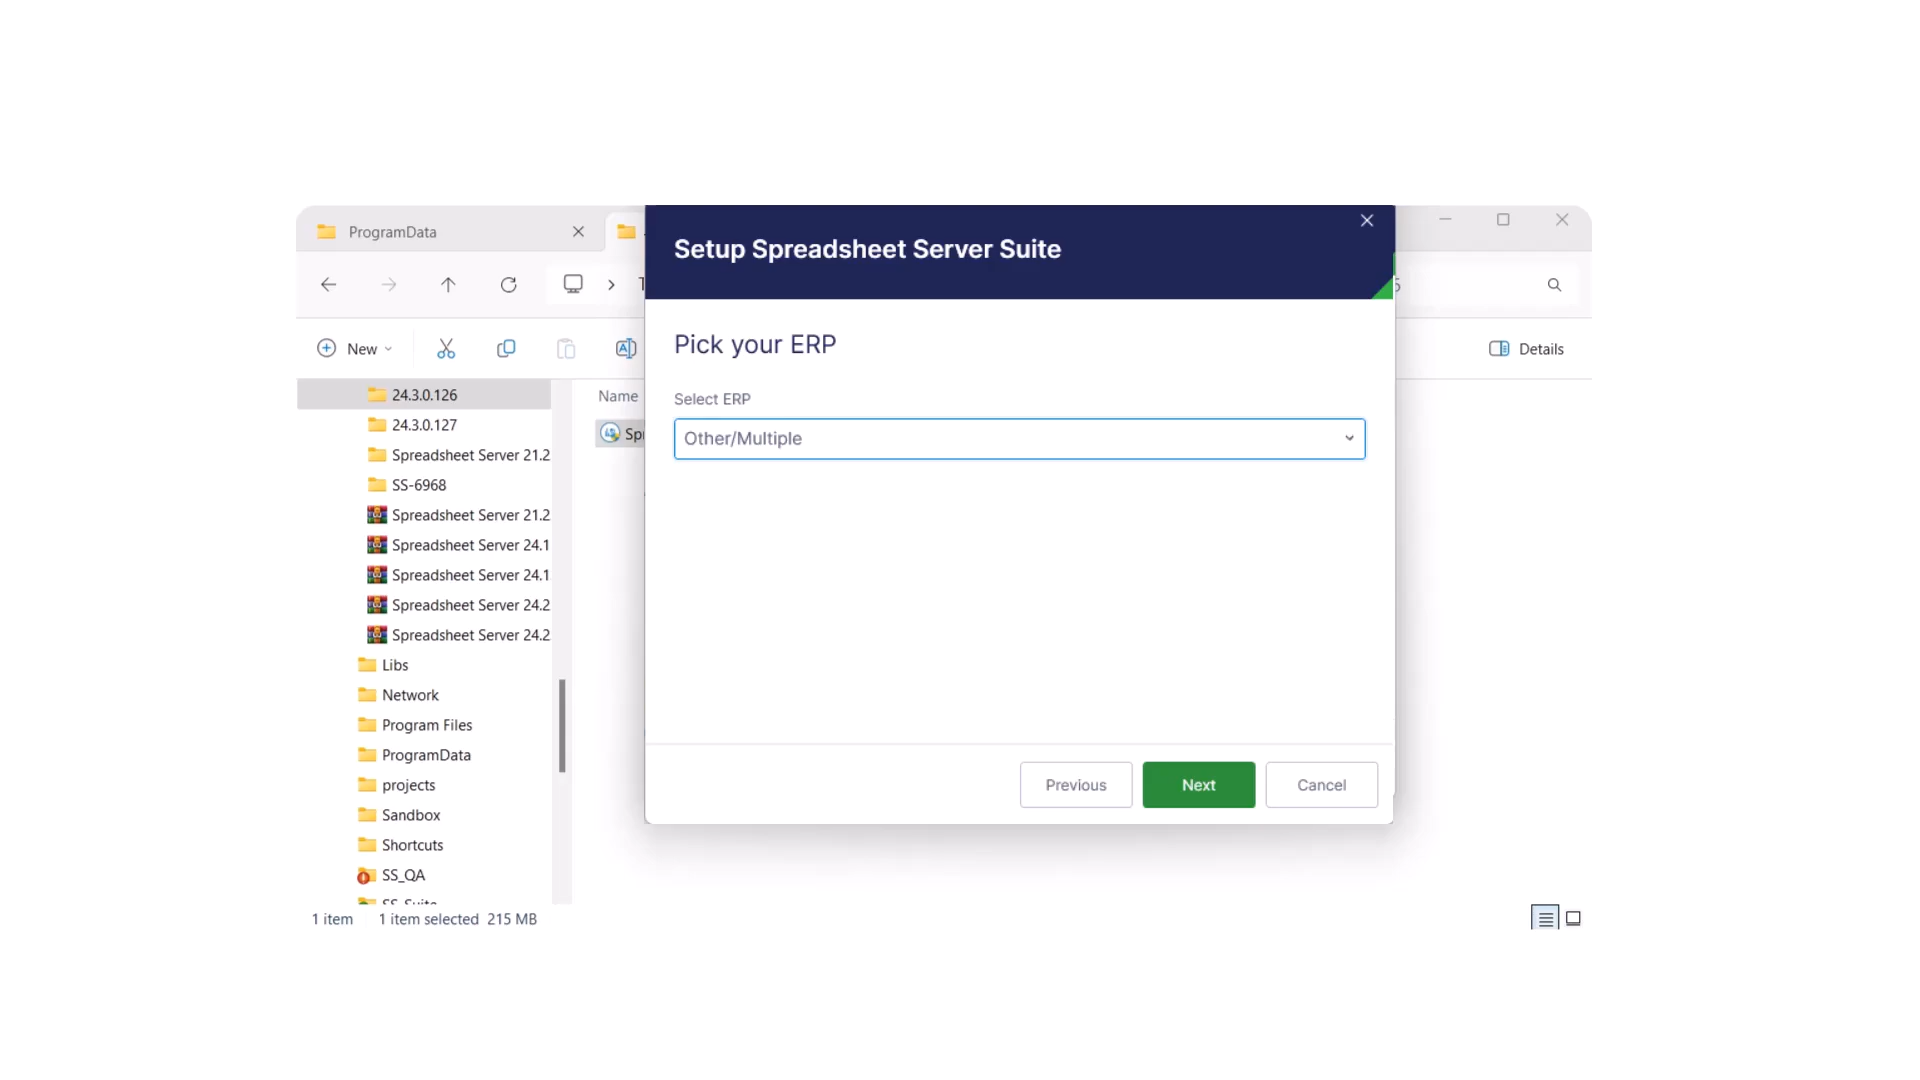 ProgramData
Setup Spreadsheet Server Suite
New
Details
Pick your ERP
Select ERP
Other/Multiple
24.3.0.126
24.3.0.127
Spreadsheet Server 21.2
SS-6968
Spreadsheet Server 21.2
Spreadsheet Server 24.1
Spreadsheet Server 24.1
Spreadsheet Server 24.2
Spreadsheet Server 24.2
Libs
Network
Program Files
ProgramData
projects
Sandbox
Shortcuts
SS_QA
Name
Spr
Previous
Next
Cancel
1 item
1 item selected 215 MB